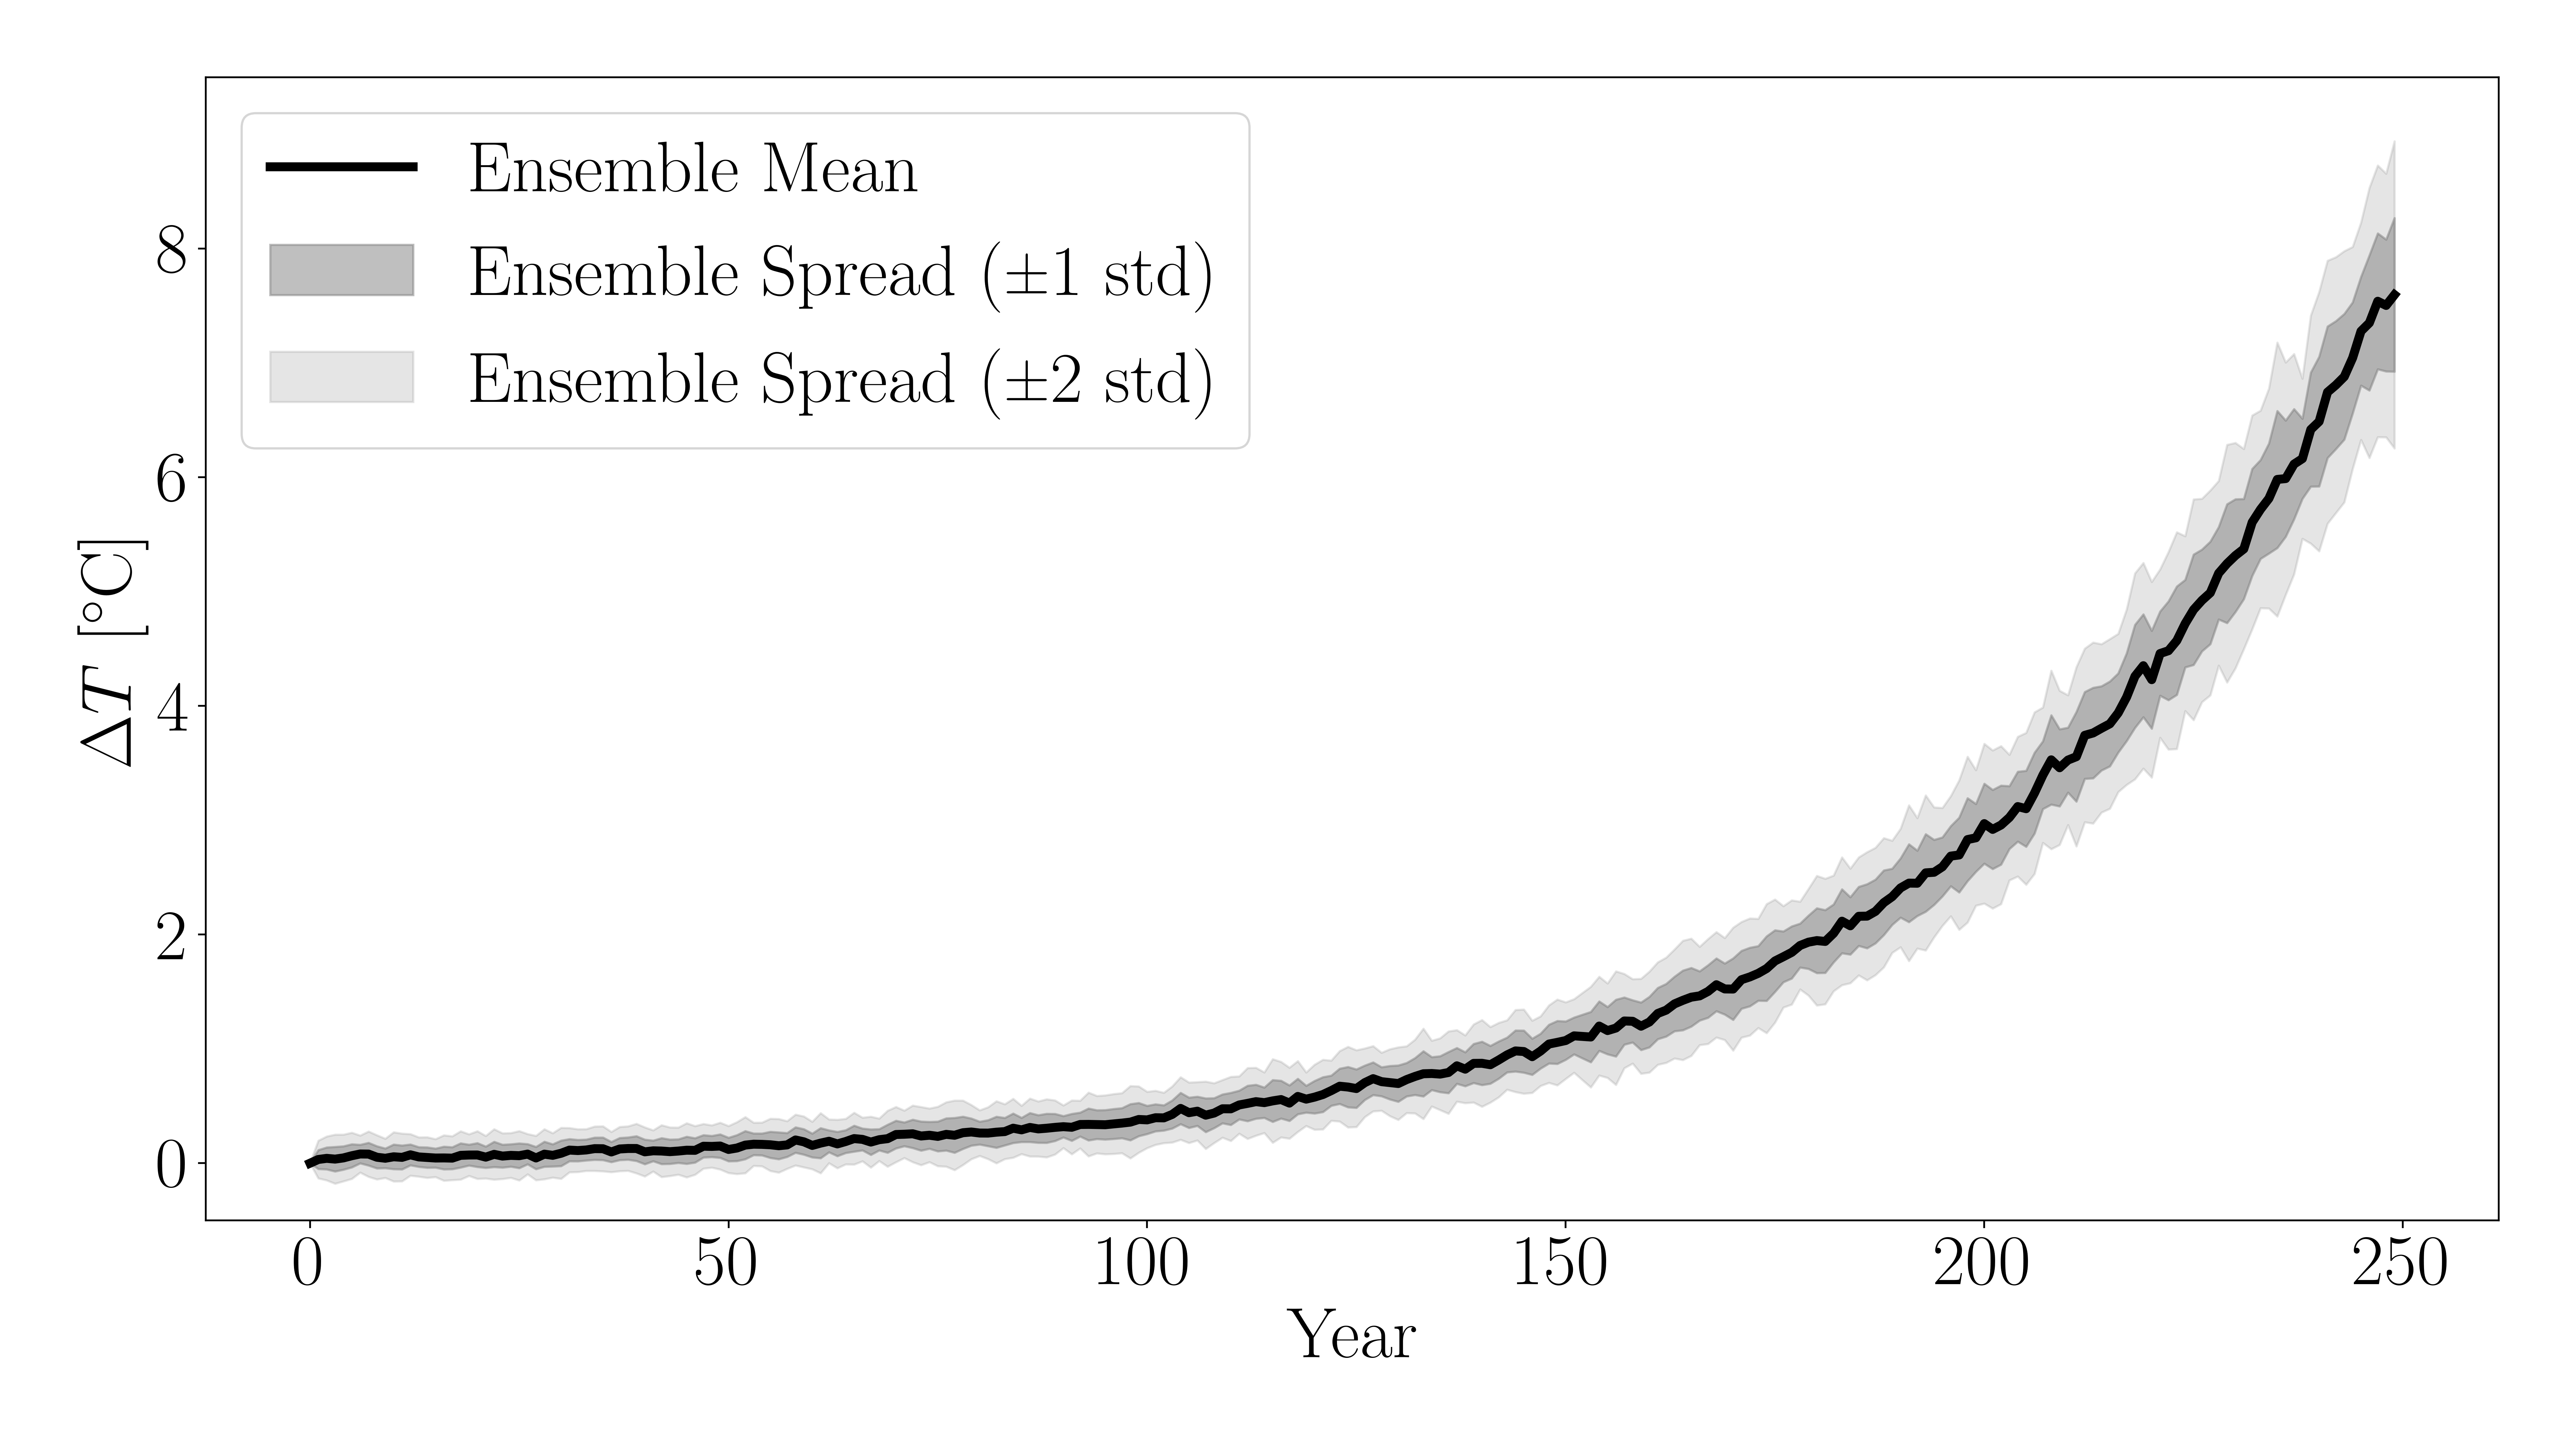 Ensemble Mean
Ensemble Spread (±1 std)
Ensemble Spread (±2 std)
8
6
4
2
0
ΔT [°C]
0 50 100 150 200 250
Year